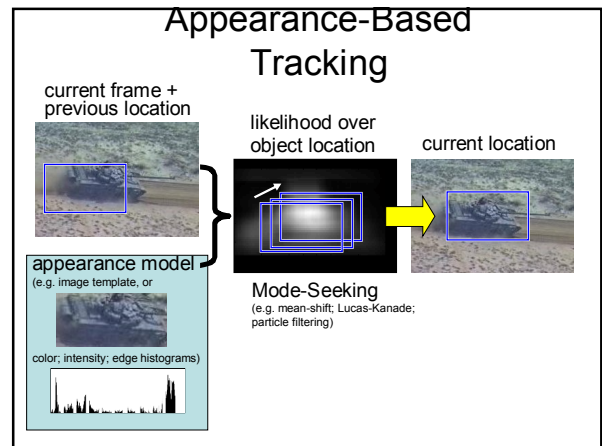 Appearance-Based
Tracking
current frame +
previous location
likelihood over
object location
current location
appearance model
(e.g. image template, or
color; intensity; edge histograms)
Mode-Seeking
(e.g. mean-shift; Lucas-Kanade;
particle filtering)